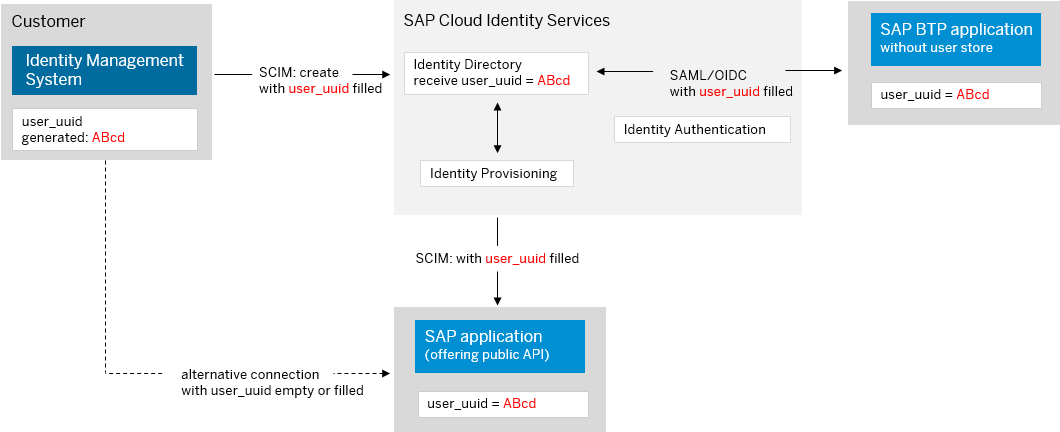 Customer
Identity Management
System
user_uuid
generated: ABcd
SCIM: create
with user_uuid filled
SAP Cloud Identity Services
Identity Directory
receive user_uuid = ABcd
Identity Provisioning
SAML/OIDC
with user_uuid filled
Identity Authentication
SAP BTP application
without user store
user_uuid = ABcd
SCIM: with user_uuid filled
SAP application
(offering public API)
user_uuid = ABcd
alternative connection
with user_uuid empty or filled